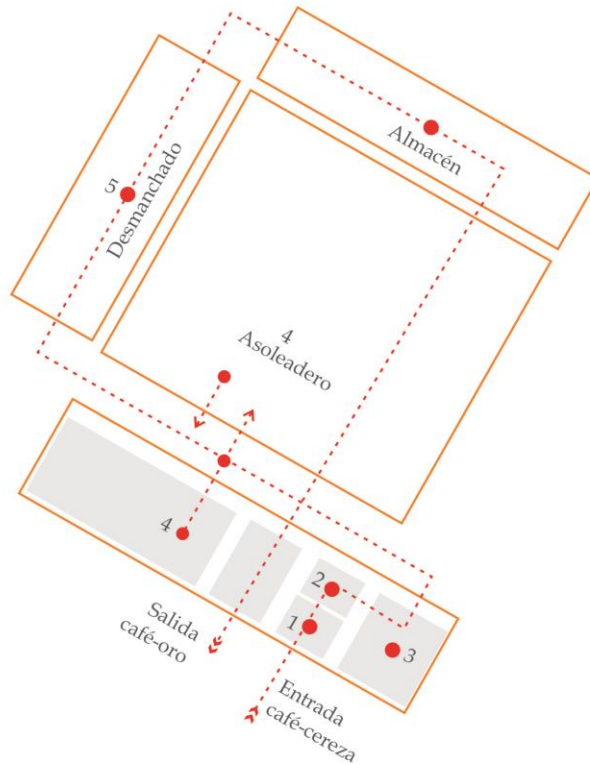 Almacén
5
Desmanchado
4
Asoleadero
4
2
1
3
Salida
café-oro
Entrada
café-cereza